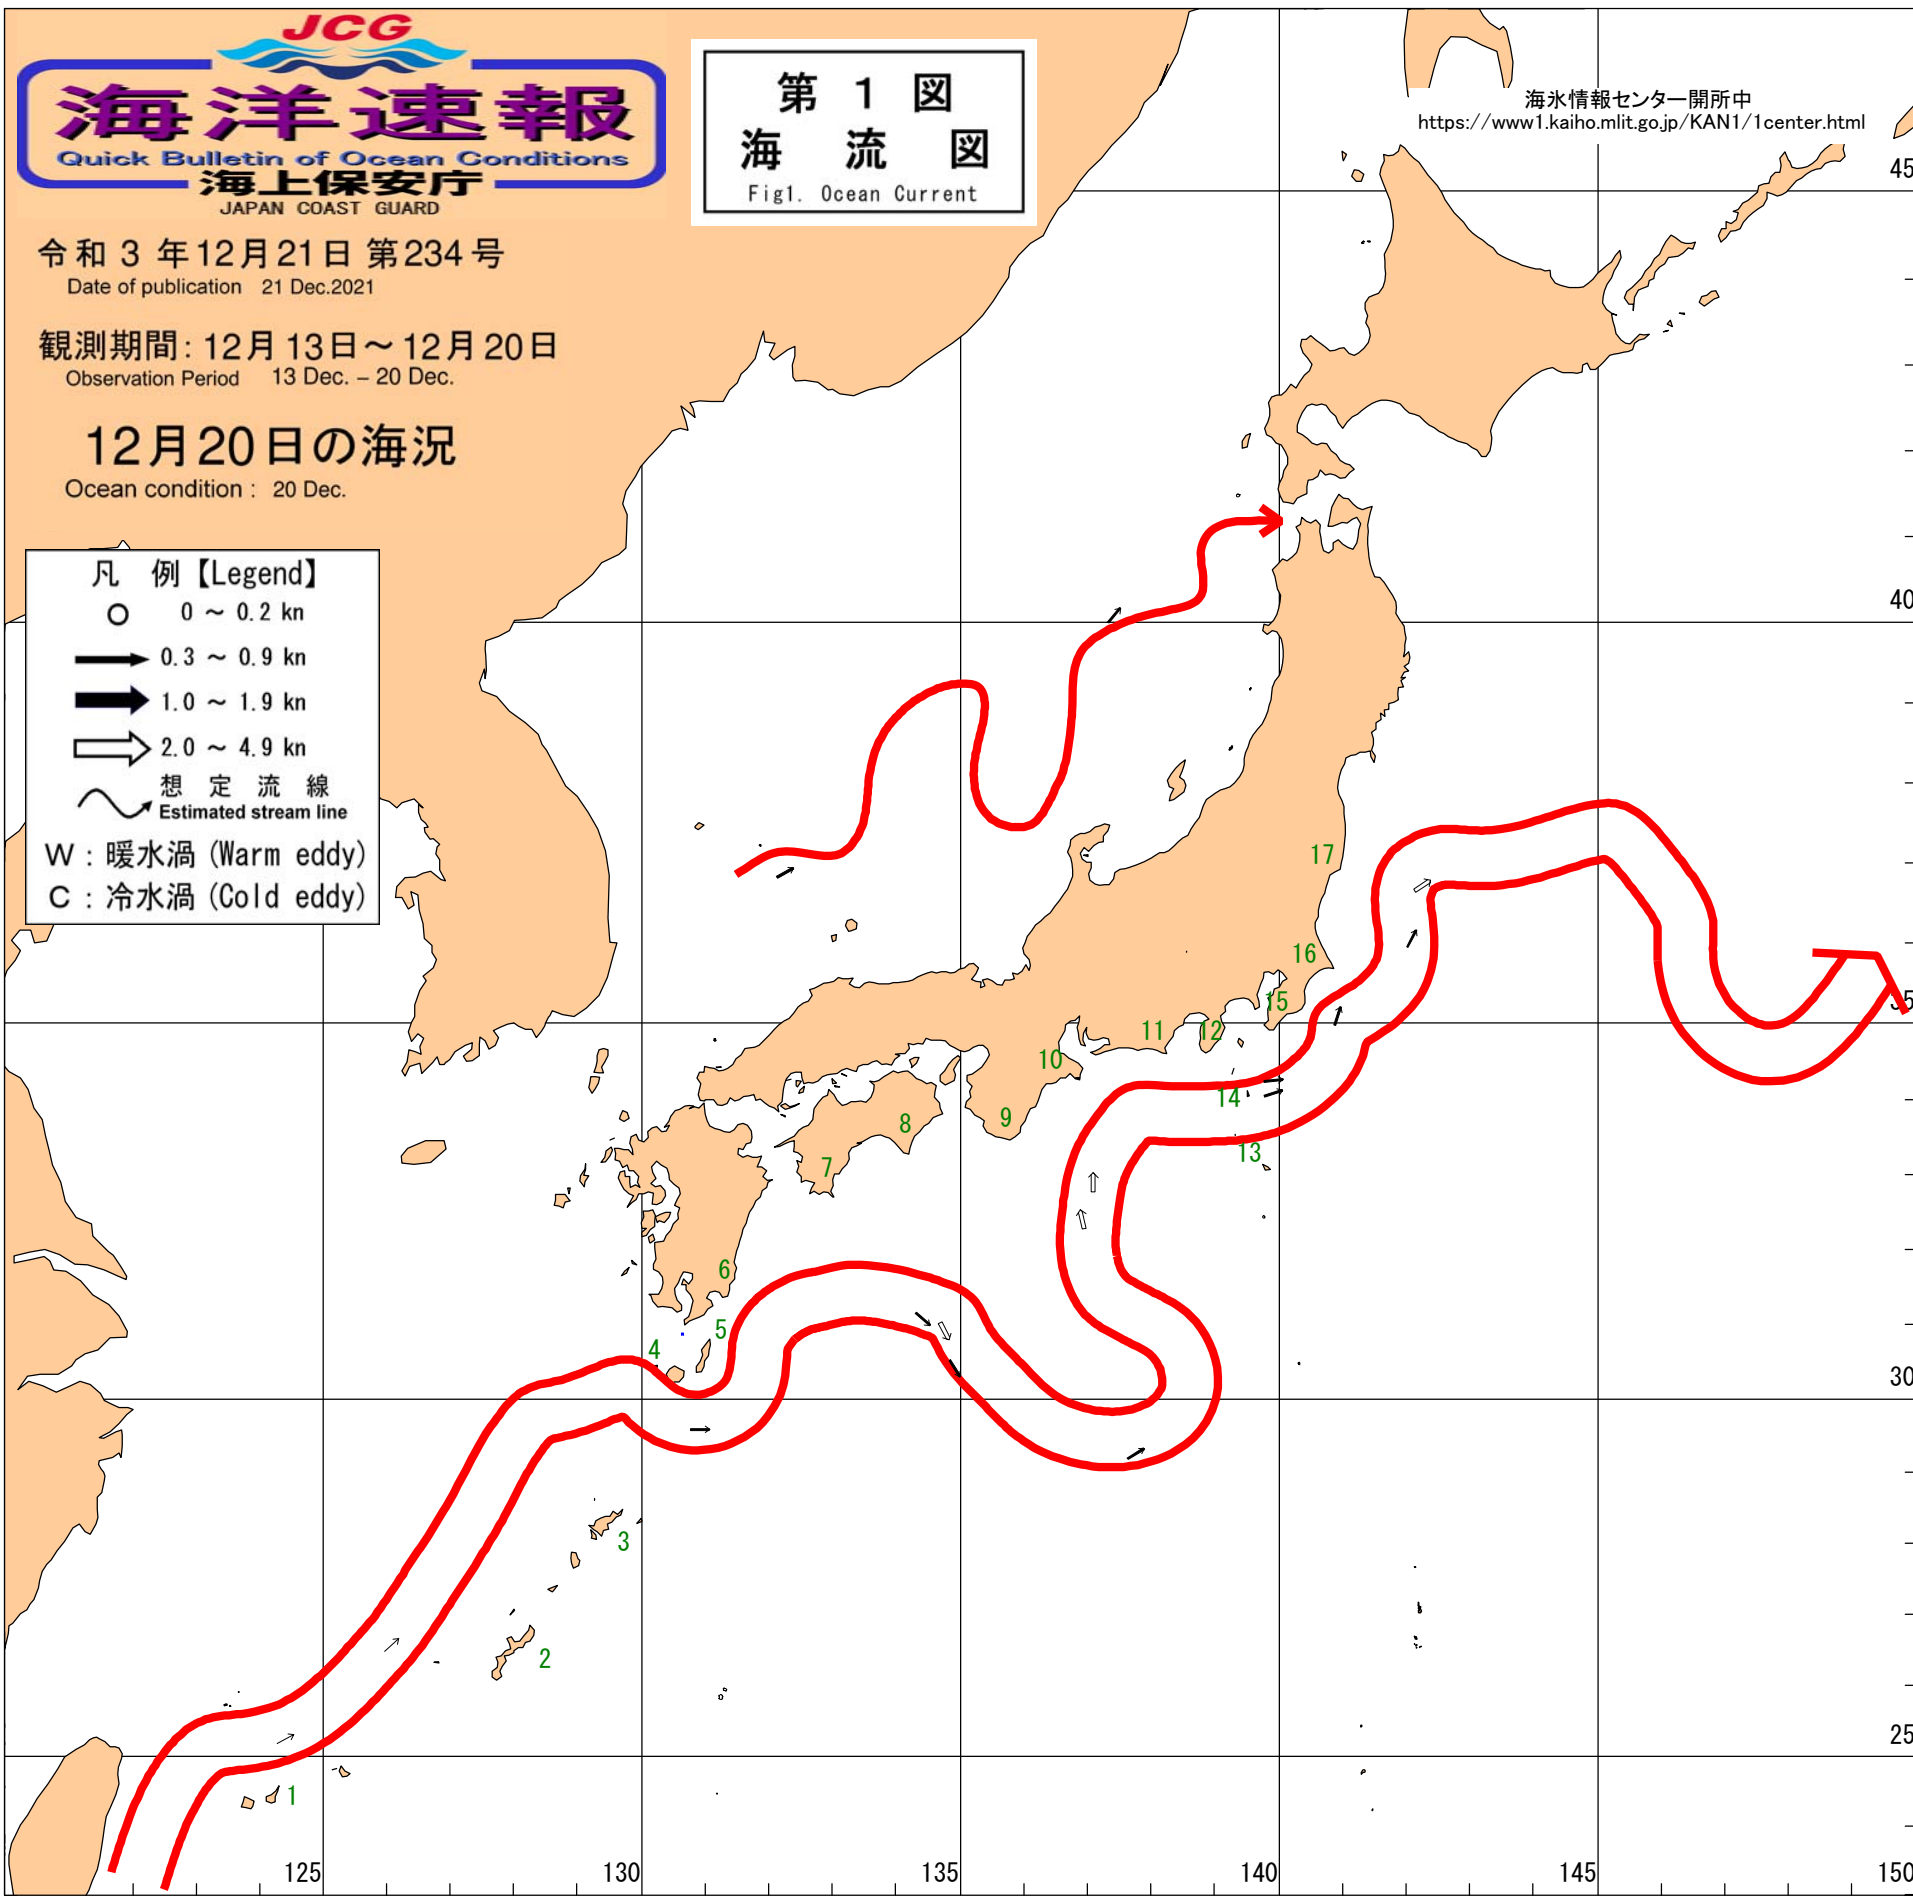 JCG
海洋速報
Quick Bulletin of Ocean Conditions
海上保安庁
JAPAN COAST GUARD
令和 3 年12月21日 第234号
Date of publication 21 Dec.2021
観測期間: 12月13日~12月20日
Observation Period 13 Dec. – 20 Dec.
12月20日の海況
Ocean condition : 20 Dec.
第 1 図
海 流 図
Fig1. Ocean Current
海氷情報センター開所中
https://www1.kaiho.mlit.go.jp/KAN1/1center.html
凡 例【Legend】
0 ~ 0.2 kn
0.3 ~ 0.9 kn
1.0 ~ 1.9 kn
2.0 ~ 4.9 kn
想 定 流 線
Estimated stream line
W : 暖水渦 (Warm eddy)
C : 冷水渦 (Cold eddy)
45
40
35
30
25
17
16
15
12
11
10
14
13
9
8
7
6
5
4
3
2
1
125
130
135
140
145
150